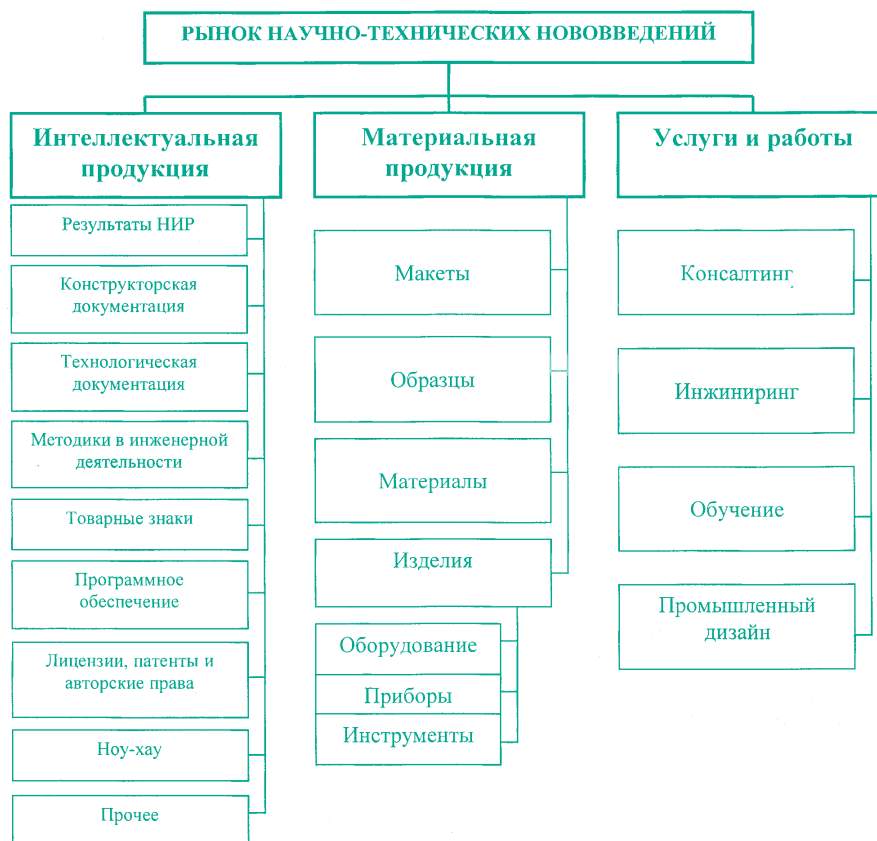 РЫНОК НАУЧНО-ТЕХНИЧЕСКИХ НОВОВВЕДЕНИЙ
Интеллектуальная
продукция
Результаты НИР
Конструкторская
документация
Технологическая
документация
Методики в инженерной
деятельности
Товарные знаки
Программное
обеспечение
Лицензии, патенты и
авторские права
Ноу-хау
Прочее
Материальная
продукция
Макеты
Образцы
Материалы
Изделия
Оборудование
Приборы
Инструменты
Услуги и работы
Консалтинг
Инжиниринг
Обучение
Промышленный
дизайн